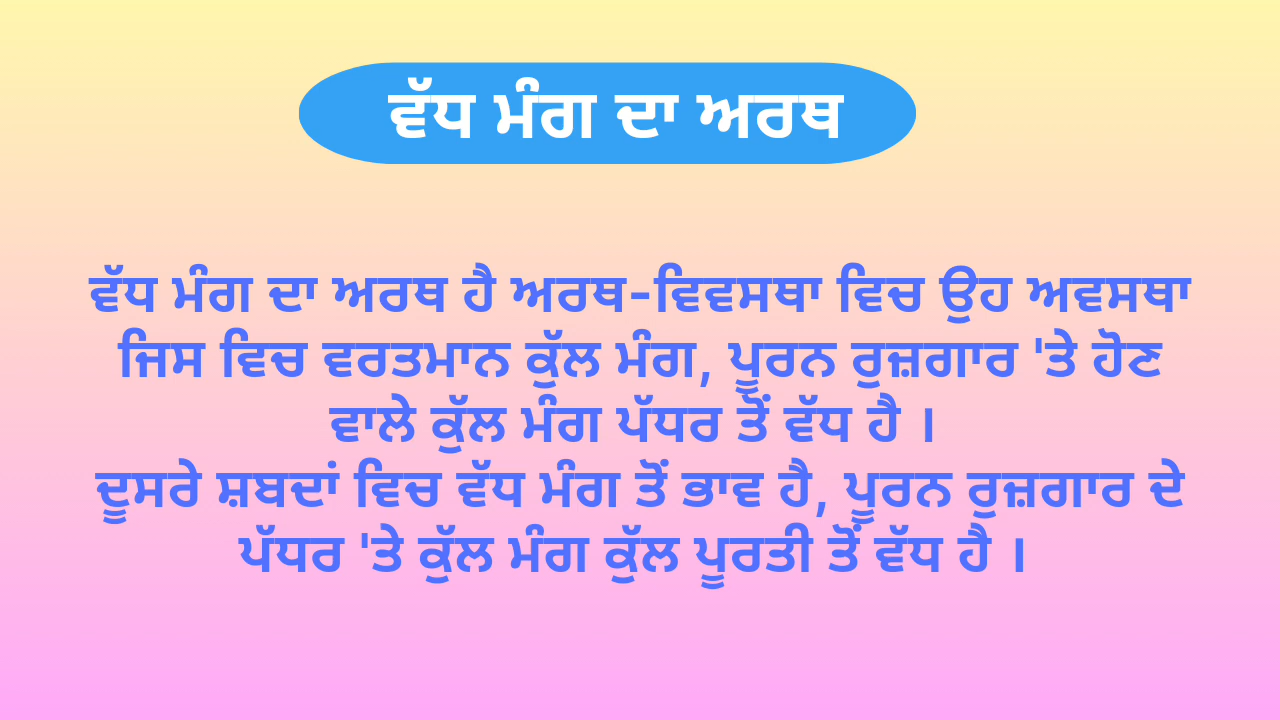 ਵੱਧ ਮੰਗ ਦਾ ਅਰਥ
ਵੱਧ ਮੰਗ ਦਾ ਅਰਥ ਹੈ ਅਰਥ-ਵਿਵਸਥਾ ਵਿਚ ਉਹ ਅਵਸਥਾ
ਜਿਸ ਵਿਚ ਵਰਤਮਾਨ ਕੁੱਲ ਮੰਗ, ਪੂਰਨ ਰੁਜ਼ਗਾਰ 'ਤੇ ਹੋਣ
ਵਾਲੇ ਕੁੱਲ ਮੰਗ ਪੱਧਰ ਤੋਂ ਵੱਧ ਹੈ ।
ਦੂਸਰੇ ਸ਼ਬਦਾਂ ਵਿਚ ਵੱਧ ਮੰਗ ਤੋਂ ਭਾਵ ਹੈ, ਪੂਰਨ ਰੁਜ਼ਗਾਰ ਦੇ
ਪੱਧਰ 'ਤੇ ਕੁੱਲ ਮੰਗ ਕੁੱਲ ਪੂਰਤੀ ਤੋਂ ਵੱਧ ਹੈ ।